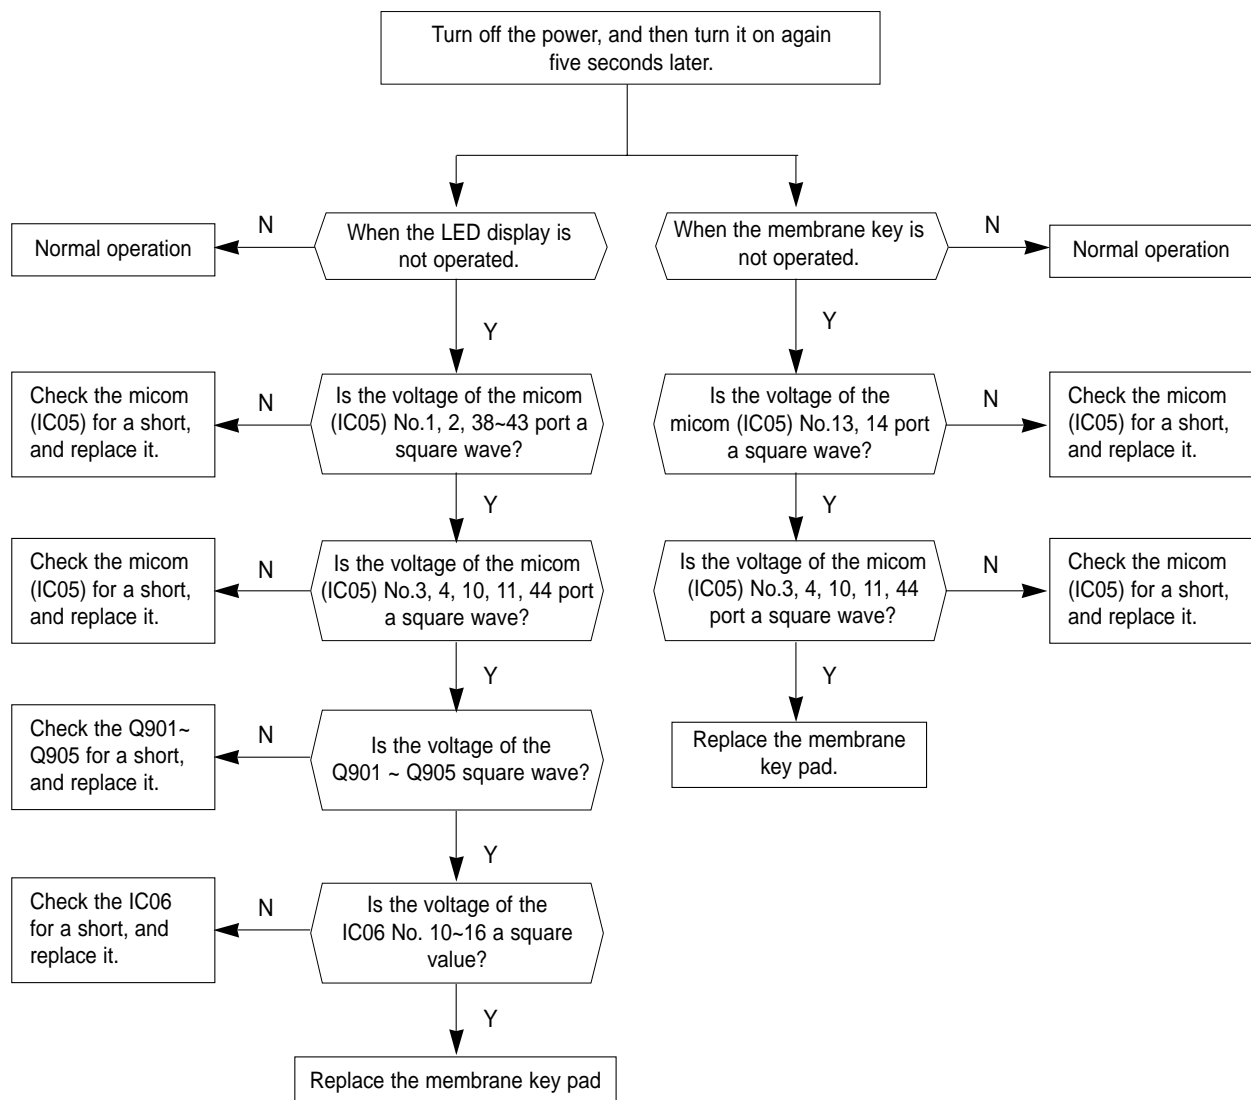 Turn off the power, and then turn it on again
five seconds later.
N
When the LED display is
not operated.
When the membrane key is
not operated.
N
Normal operation
Normal operation
Y
Y
Check the micom
(IC05) for a short,
and replace it.
N
Is the voltage of the micom
(IC05) No.1, 2, 38~43 port a
square wave?
Is the voltage of the
micom (IC05) No.13, 14 port
a square wave?
N
Check the micom
(IC05) for a short,
and replace it.
Y
Y
Check the micom
(IC05) for a short,
and replace it.
N
Is the voltage of the micom
(IC05) No.3, 4, 10, 11, 44 port
a square wave?
Is the voltage of the micom
(IC05) No.3, 4, 10, 11, 44
port a square wave?
N
Check the micom
(IC05) for a short,
and replace it.
Y
Y
Check the Q901~
Q905 for a short,
and replace it.
N
Is the voltage of the
Q901 ~ Q905 square wave?
Replace the membrane
key pad.
Y
Check the IC06
for a short, and
replace it.
N
Is the voltage of the
IC06 No. 10~16 a square
value?
Y
Replace the membrane key pad